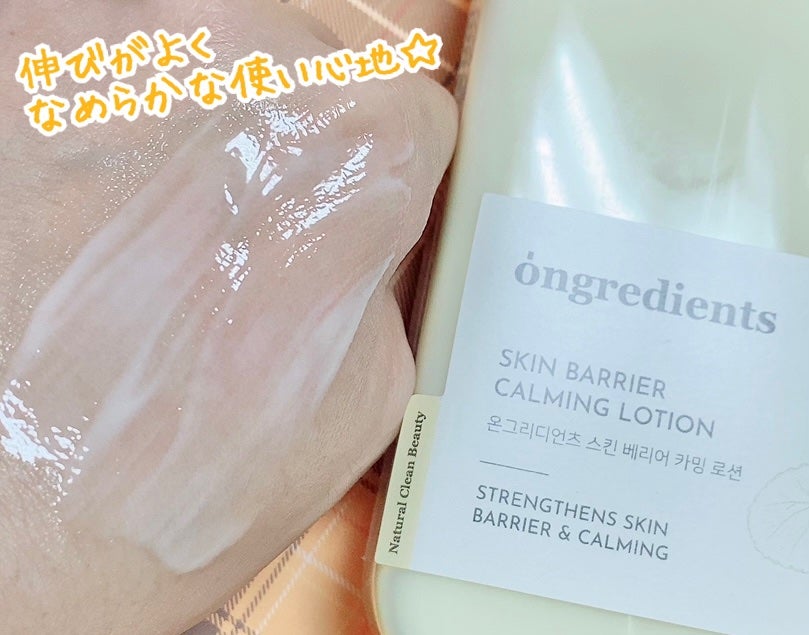 伸びがよく
なめらかな使い心地☆
ȯngredients
SKIN BARRIER
CALMING LOTION
온그리디언츠 스킨 베리어 카밍 로션
STRENGTHENS SKIN
BARRIER & CALMING
Natural Clean Beauty